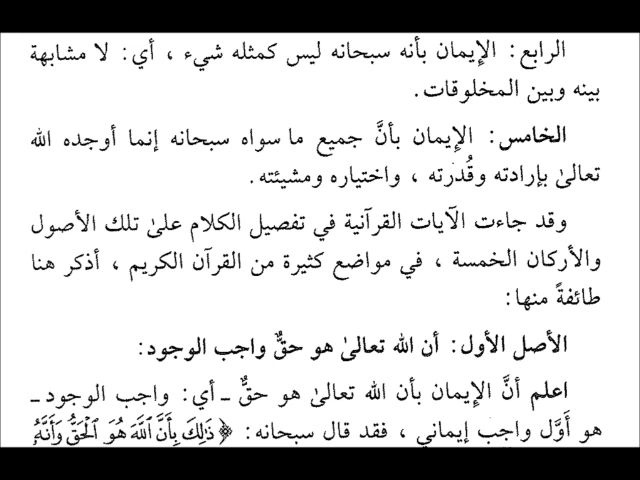 الرابع: الإِيمان بأنه سبحانه ليس كمثله شيء ، أي: لا مشابهة
بينه وبين المخلوقات.
الخامس: الإِيمان بأنَّ جميع ما سواه سبحانه إنما أوجده الله
تعالىٰ بإرادته وقُدرته ، واختياره ومشيئته.
وقد جاءت الآيات القرآنية في تفصيل الكلام علىٰ تلك الأصول
والأركان الخمسة ، في مواضع كثيرة من القرآن الكريم ، أذكر هنا
طائفةً منها:
الأصل الأول: أن الله تعالىٰ هو حقٌّ واجب الوجود:
اعلم أنَّ الإيمان بأن الله تعالىٰ هو حقٌّ ـ أي: واجب الوجود ـ
هو أَوَّل واجب إيماني ، فقد قال سبحانه: ﴿ ذَٰلِكَ بِأَنَّ ٱللَّهَ هُوَ ٱلْحَقُّ وَأَنَّهُ